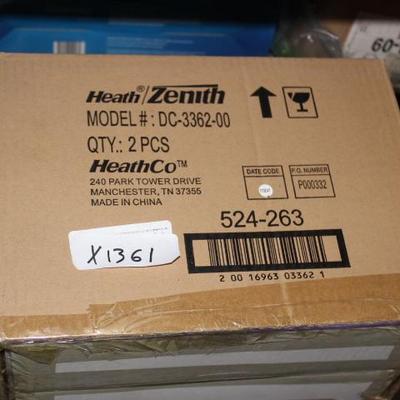 Heath®/Zenith
MODEL # : DC-3362-00
QTY.: 2 PCS
HeathCo™
240 PARK TOWER DRIVE
MANCHESTER, TN 37355
MADE IN CHINA
DATE CODE
P.O. NUMBER
P000332
524-263
X1361
2 00 16963 03362 1
60-